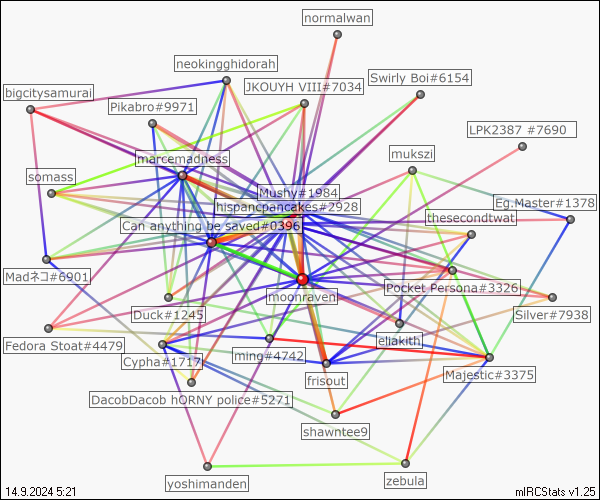 normalwan
neokingghidorah
JKOUYH VIII#7034
Swirly Boi#6154
bigcitysamurai
Pikabro#9971
LPK2387 #7690
marcemadness
mukszi
somass
Mushy#1984
hispancpancakes#2928
Eg.Master#1378
thesecondtwat
Can anything be saved#0396
Madネコ#6901
moonraven
Pocket Persona#3326
Duck#1245
Silver#7938
Fedora Stoat#4479
Cypha#1717
ming#4742
eliakith
frisout
Majestic#3375
DacobDacob hORNY police#5271
shawntee9
yoshimanden
zebula
14.9.2024 5:21
mIRCStats v1.25